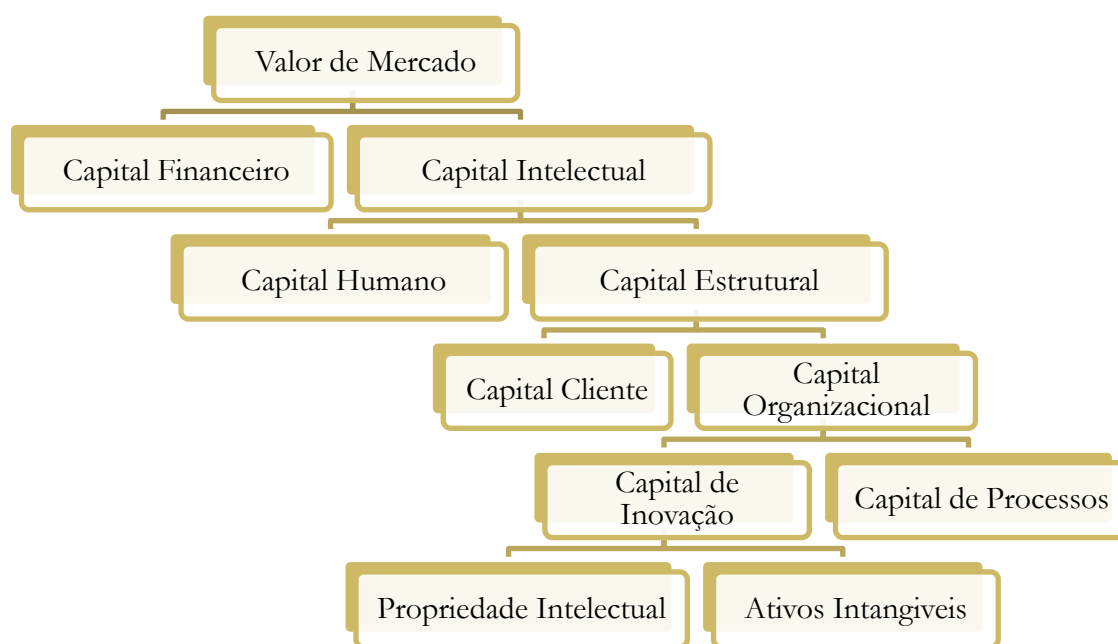 Valor de Mercado
Capital Financeiro
Capital Intelectual
Capital Humano
Capital Estrutural
Capital Cliente
Capital
Organizacional
Capital de
Inovação
Capital de Processos
Propriedade Intelectual
Ativos Intangiveis